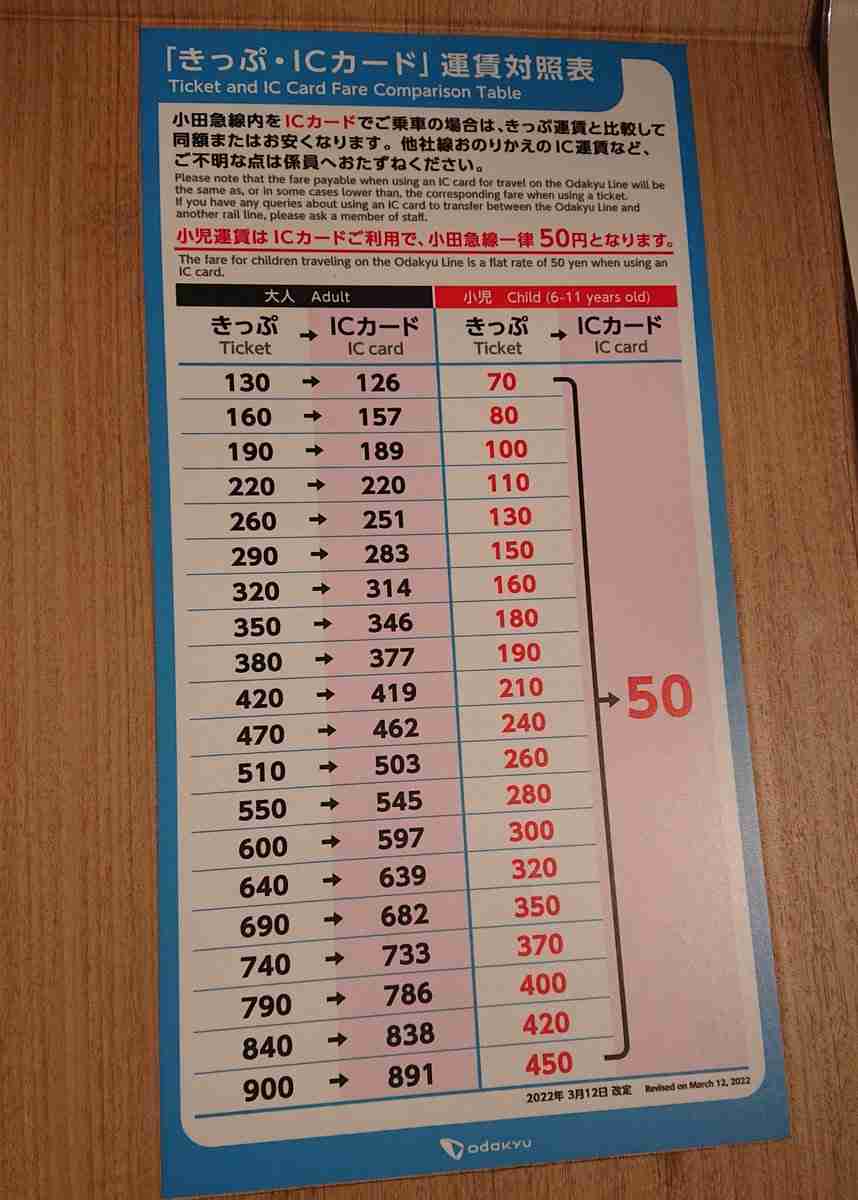 「きっぷ・ICカード」運賃対照表
Ticket and IC Card Fare Comparison Table
小田急線内をICカードでご乗車の場合は、きっぷ運賃と比較して
同額またはお安くなります。他社線おのりかえのIC運賃など、
ご不明な点は係員へおたずねください。
Please note that the fare payable when using an IC card for travel on the Odakyu Line will be
the same as, or in some cases lower than, the corresponding fare when using a ticket.
If you have any queries about using an IC card to transfer between the Odakyu Line and
another rail line, please ask a member of staff.
小児運賃はICカードご利用で、小田急線一律50円となります。
The fare for children traveling on the Odakyu Line is a flat rate of 50 yen when using an
IC card.
大人 Adult 小児 Child (6-11 years old)
きっぷ → ICカード きっぷ → ICカード
Ticket IC card Ticket IC card
130 → 126 70
160 → 157 80
190 → 189 100
220 → 220 110
260 → 251 130
290 → 283 150
320 → 314 160
350 → 346 180
380 → 377 190
420 → 419 210 → 50
470 → 462 240
510 → 503 260
550 → 545 280
600 → 597 300
640 → 639 320
690 → 682 350
740 → 733 370
790 → 786 400
840 → 838 420
900 → 891 450
2022年 3月12日 改定 Revised on March 12, 2022
ODAKYU